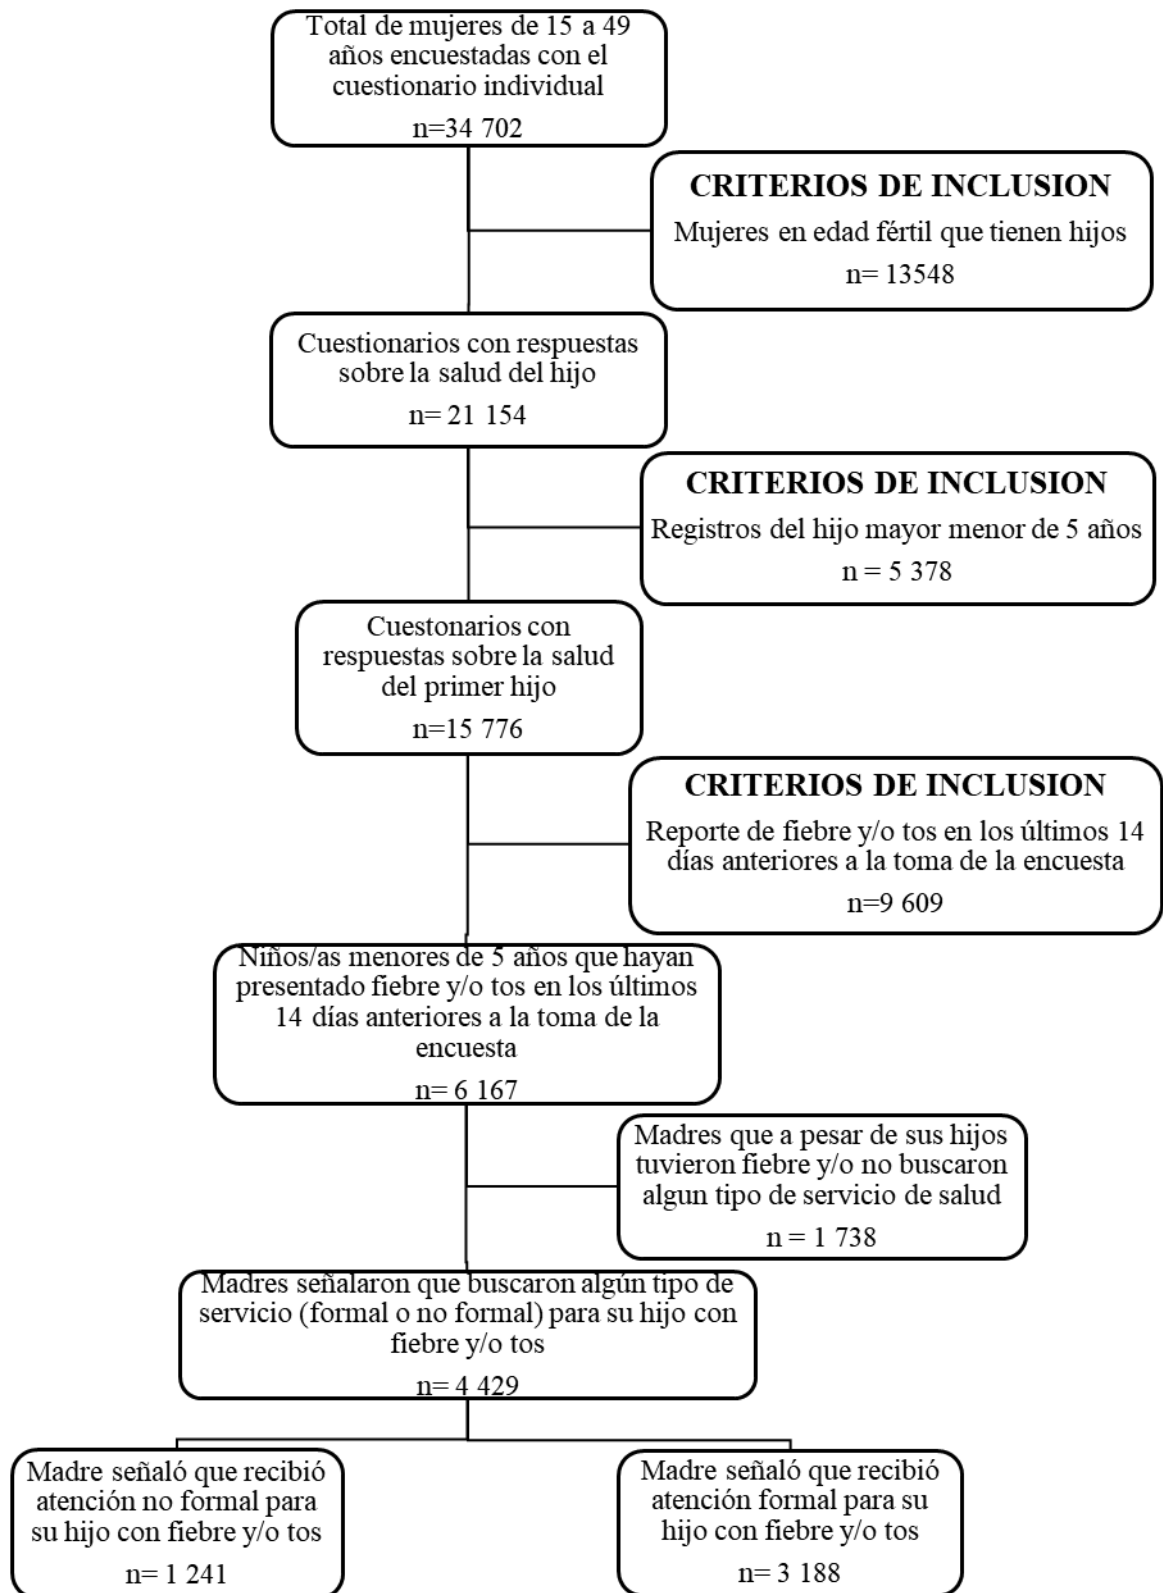 Total de mujeres de 15 a 49
años encuestadas con el
cuestionario individual
n=34 702
CRITERIOS DE INCLUSION
Mujeres en edad fértil que tienen hijos
n= 13548
Cuestionarios con respuestas
sobre la salud del hijo
n= 21 154
CRITERIOS DE INCLUSION
Registros del hijo mayor menor de 5 años
n = 5 378
Cuestonarios con
respuestas sobre la salud
del primer hijo
n=15 776
CRITERIOS DE INCLUSION
Reporte de fiebre y/o tos en los últimos 14
días anteriores a la toma de la encuesta
n=9 609
Niños/as menores de 5 años que hayan
presentado fiebre y/o tos en los últimos
14 días anteriores a la toma de la
encuesta
n= 6 167
Madres que a pesar de sus hijos
tuvieron fiebre y/o no buscaron
algun tipo de servicio de salud
n = 1 738
Madres señalaron que buscaron algún tipo de
servicio (formal o no formal) para su hijo con
fiebre y/o tos
n= 4 429
Madre señaló que recibió
atención no formal para
su hijo con fiebre y/o tos
n= 1 241
Madre señaló que recibió
atención formal para su
hijo con fiebre y/o tos
n= 3 188